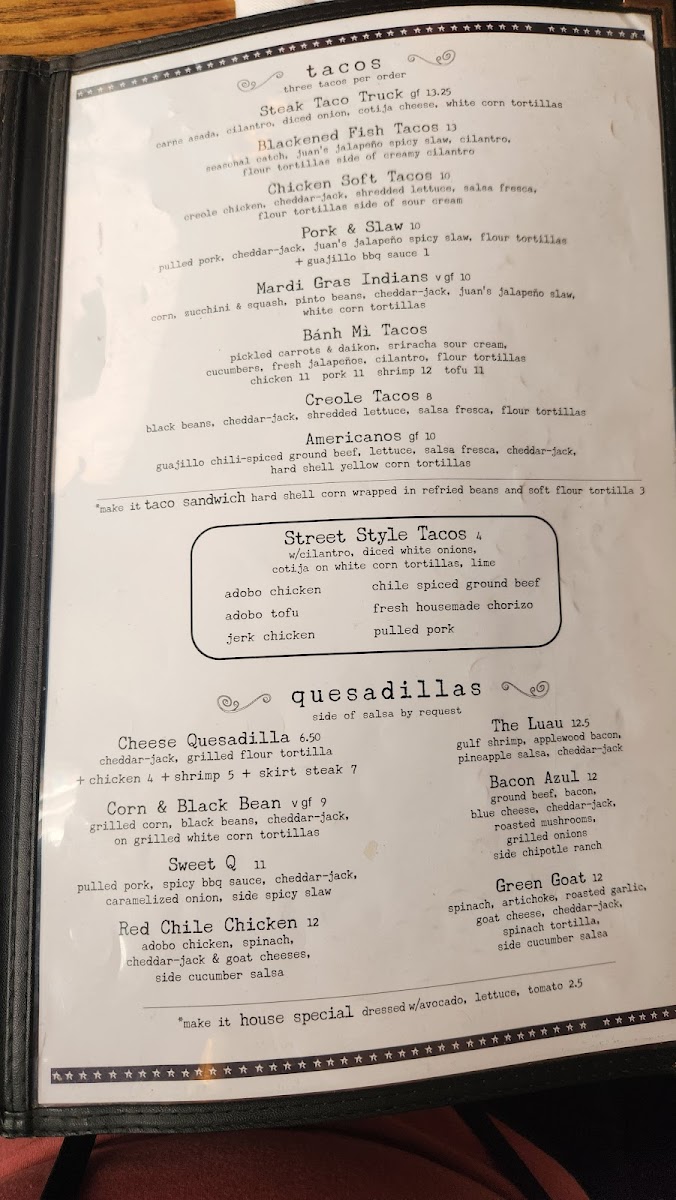 tacos
three tacos per order
Steak Taco Truck gf 13.25
carne asada, cilantro, diced onion, cotija cheese, white corn tortillas
Blackened Fish Tacos 13
seasonal catch, juan's jalapeño spicy slaw, cilantro,
flour tortillas side of creamy cilantro
Chicken Soft Tacos 10
creole chicken, cheddar-jack, shredded lettuce, salsa fresca,
flour tortillas side of sour cream
Pork & Slaw 10
pulled pork, cheddar-jack, juan's jalapeño spicy slaw, flour tortillas
+ guajillo bbq sauce 1
Mardi Gras Indians v gf 10
corn, zucchini & squash, pinto beans, cheddar-jack, juan's jalapeño slaw,
white corn tortillas
Bánh Mì Tacos
pickled carrots & daikon, sriracha sour cream,
cucumbers, fresh jalapeños, cilantro, flour tortillas
chicken 11 pork 11 shrimp 12 tofu 11
Creole Tacos 8
black beans, cheddar-jack, shredded lettuce, salsa fresca, flour tortillas
Americanos gf 10
guajillo chili-spiced ground beef, lettuce, salsa fresca, cheddar-jack,
hard shell yellow corn tortillas
*make it taco sandwich hard shell corn wrapped in refried beans and soft flour tortilla 3
Street Style Tacos 4
w/cilantro, diced white onions,
cotija on white corn tortillas, lime
adobo chicken
adobo tofu
jerk chicken
chile spiced ground beef
fresh housemade chorizo
pulled pork
quesadillas
side of salsa by request
Cheese Quesadilla 6.50
cheddar-jack, grilled flour tortilla
+ chicken 4 + shrimp 5 + skirt steak 7
Corn & Black Bean v gf 9
grilled corn, black beans, cheddar-jack,
on grilled white corn tortillas
Sweet Q 11
pulled pork, spicy bbq sauce, cheddar-jack,
caramelized onion, side spicy slaw
Red Chile Chicken 12
adobo chicken, spinach,
cheddar-jack & goat cheeses,
side cucumber salsa
The Luau 12.5
gulf shrimp, applewood bacon,
pineapple salsa, cheddar-jack
Bacon Azul 12
ground beef, bacon,
blue cheese, cheddar-jack,
roasted mushrooms,
grilled onions
side chipotle ranch
Green Goat 12
spinach, artichoke, roasted garlic,
goat cheese, cheddar-jack,
spinach tortilla,
side cucumber salsa
*make it house special dressed w/avocado, lettuce, tomato 2.5